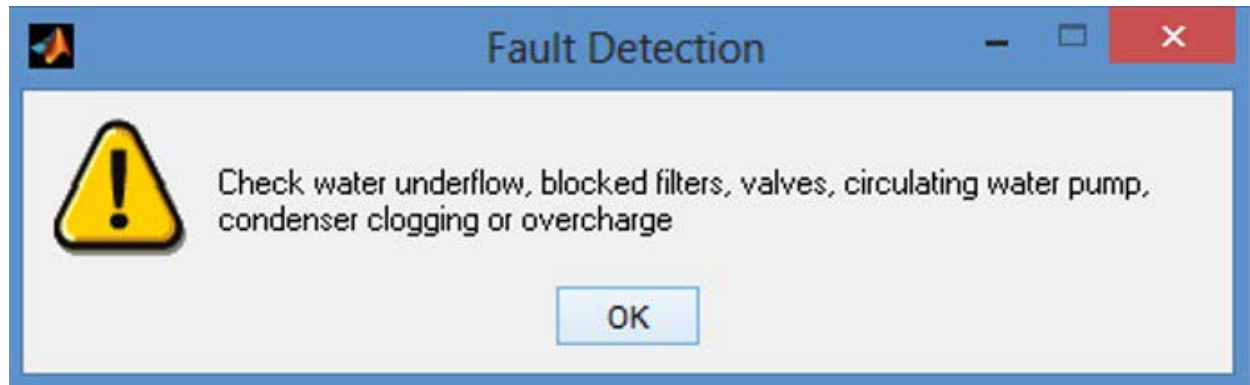 Fault Detection
Check water underflow, blocked filters, valves, circulating water pump,
condenser clogging or overcharge
OK